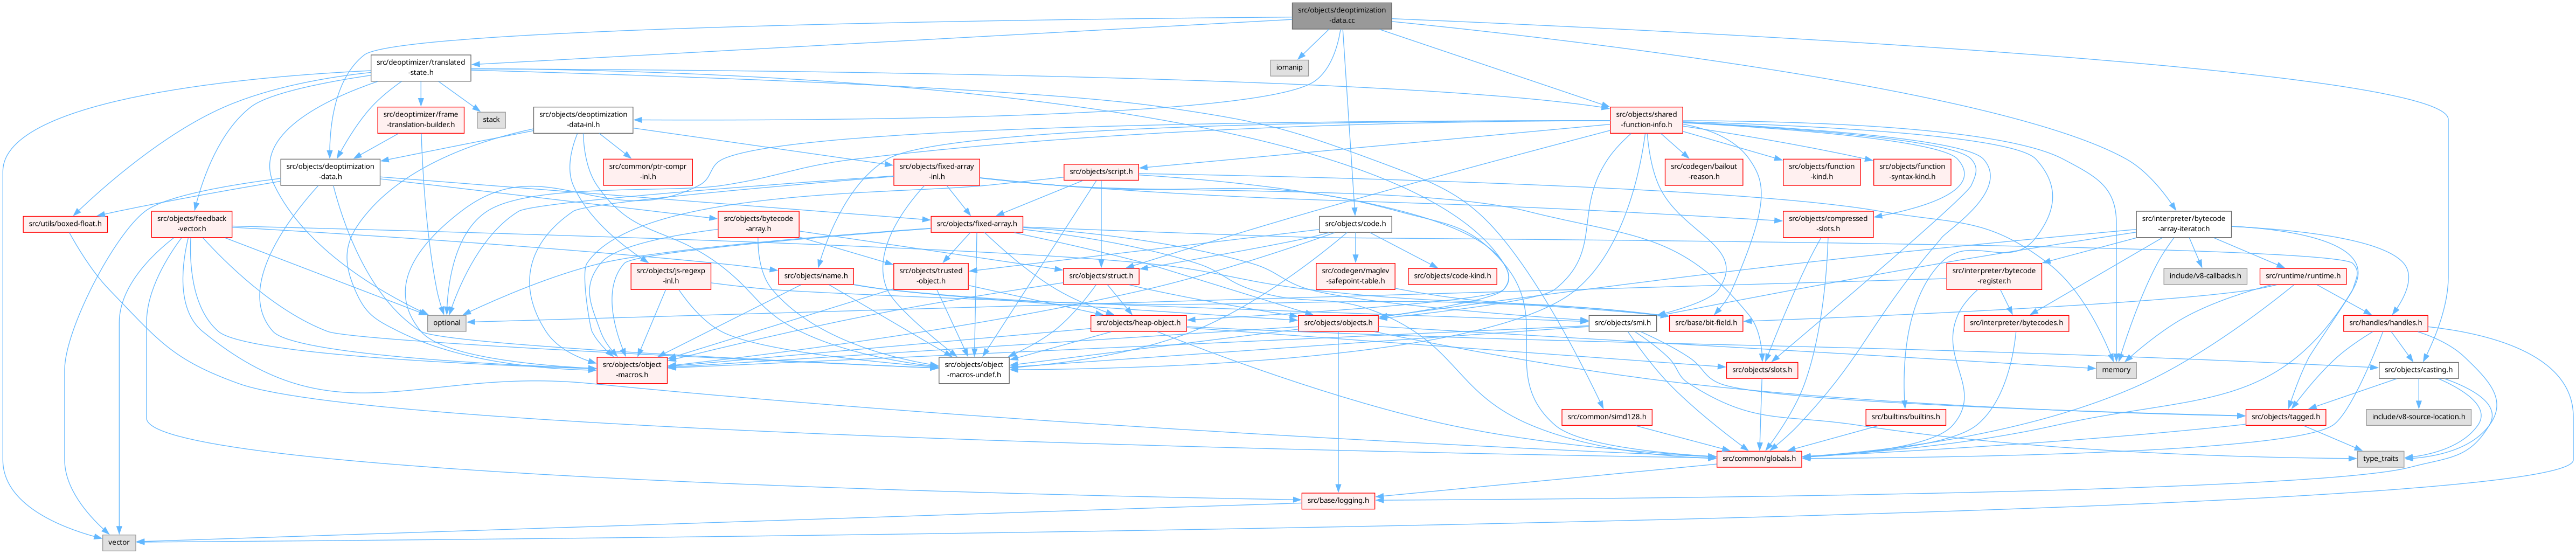 src/objects/deoptimization
-data.cc
src/deoptimizer/translated
-state.h
iomanip
src/deoptimizer/frame
-translation-builder.h
stack
src/objects/deoptimization
-data-inl.h
src/objects/shared
-function-info.h
src/objects/deoptimization
-data.h
src/common/ptr-compr
-inl.h
src/objects/fixed-array
-inl.h
src/objects/script.h
src/codegen/bailout
-reason.h
src/objects/function
-kind.h
src/objects/function
-syntax-kind.h
src/utils/boxed-float.h
src/objects/feedback
-vector.h
src/objects/bytecode
-array.h
src/objects/fixed-array.h
src/objects/code.h
src/objects/compressed
-slots.h
src/interpreter/bytecode
-array-iterator.h
src/objects/js-regexp
-inl.h
src/objects/name.h
src/objects/trusted
-object.h
src/objects/struct.h
src/codegen/maglev
-safepoint-table.h
src/objects/code-kind.h
src/interpreter/bytecode
-register.h
include/v8-callbacks.h
src/runtime/runtime.h
optional
src/objects/heap-object.h
src/objects/objects.h
src/objects/smi.h
src/base/bit-field.h
src/interpreter/bytecodes.h
src/handles/handles.h
src/objects/object
-macros.h
src/objects/object
-macros-undef.h
src/objects/slots.h
memory
src/objects/casting.h
src/common/simd128.h
src/builtins/builtins.h
src/objects/tagged.h
include/v8-source-location.h
src/common/globals.h
type_traits
src/base/logging.h
vector